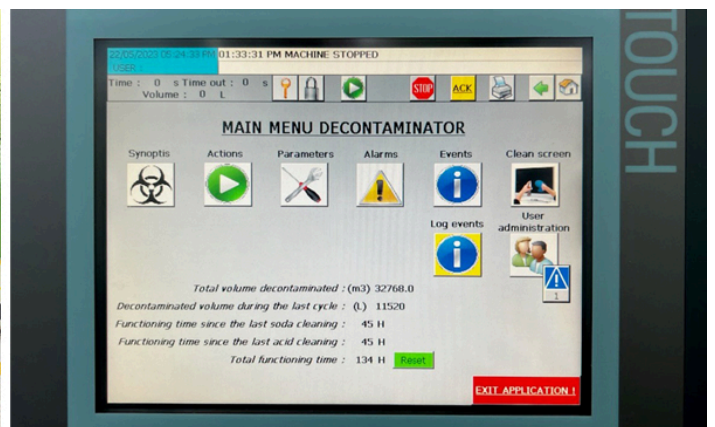 22/05/2023 05:24:33 PM 01:33:31 PM MACHINE STOPPED
USER :
Time : 0 s Time out : 0 s
Volume : 0 L
STOP
ACK
MAIN MENU DECONTAMINATOR
Synoptis Actions Parameters Alarms Events Clean screen
Log events
User
administration
1
Total volume decontaminated : (m3) 32768.0
Decontaminated volume during the last cycle : (L) 11520
Functioning time since the last soda cleaning : 45 H
Functioning time since the last acid cleaning : 45 H
Total functioning time : 134 H Reset
EXIT APPLICATION !
TOUCH